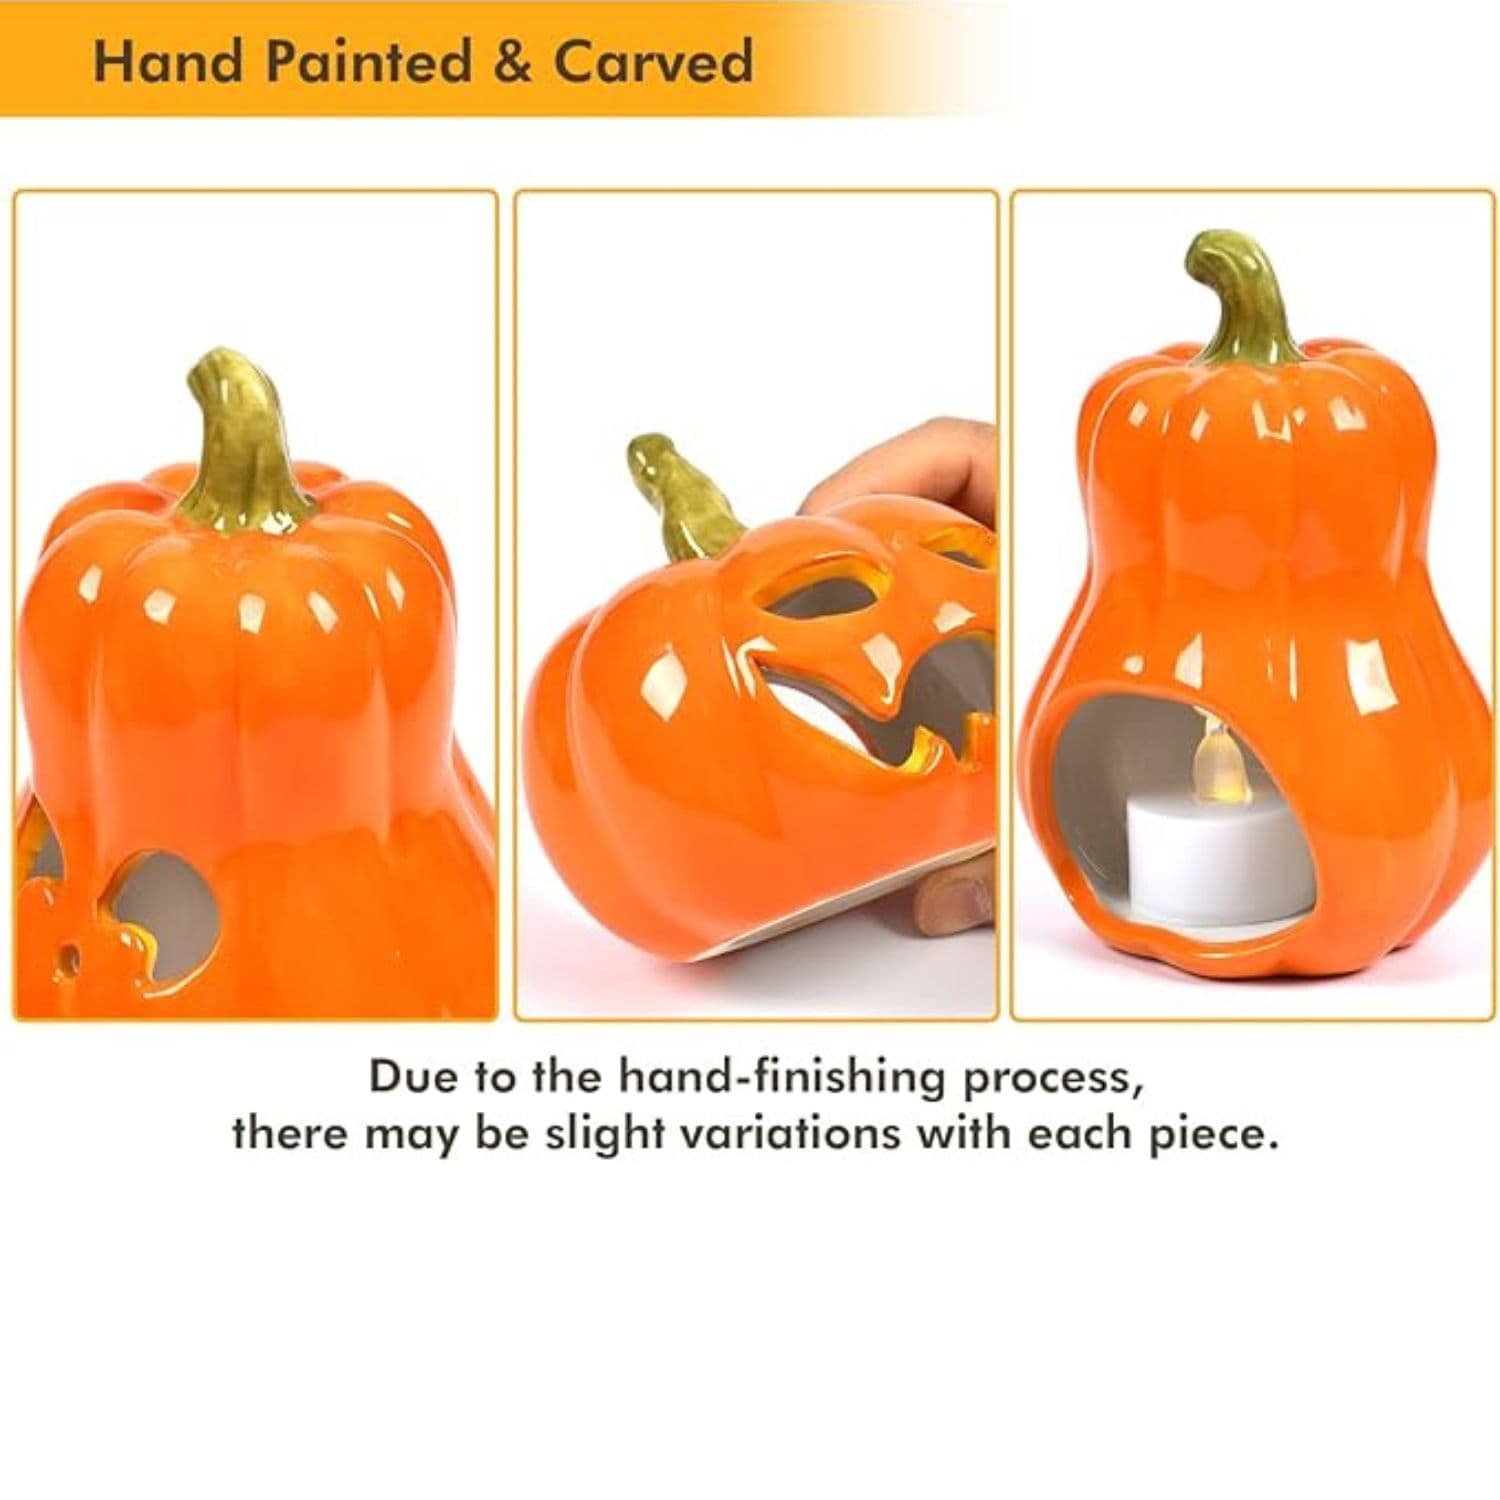 Hand Painted & Carved
Due to the hand-finishing process,
there may be slight variations with each piece.